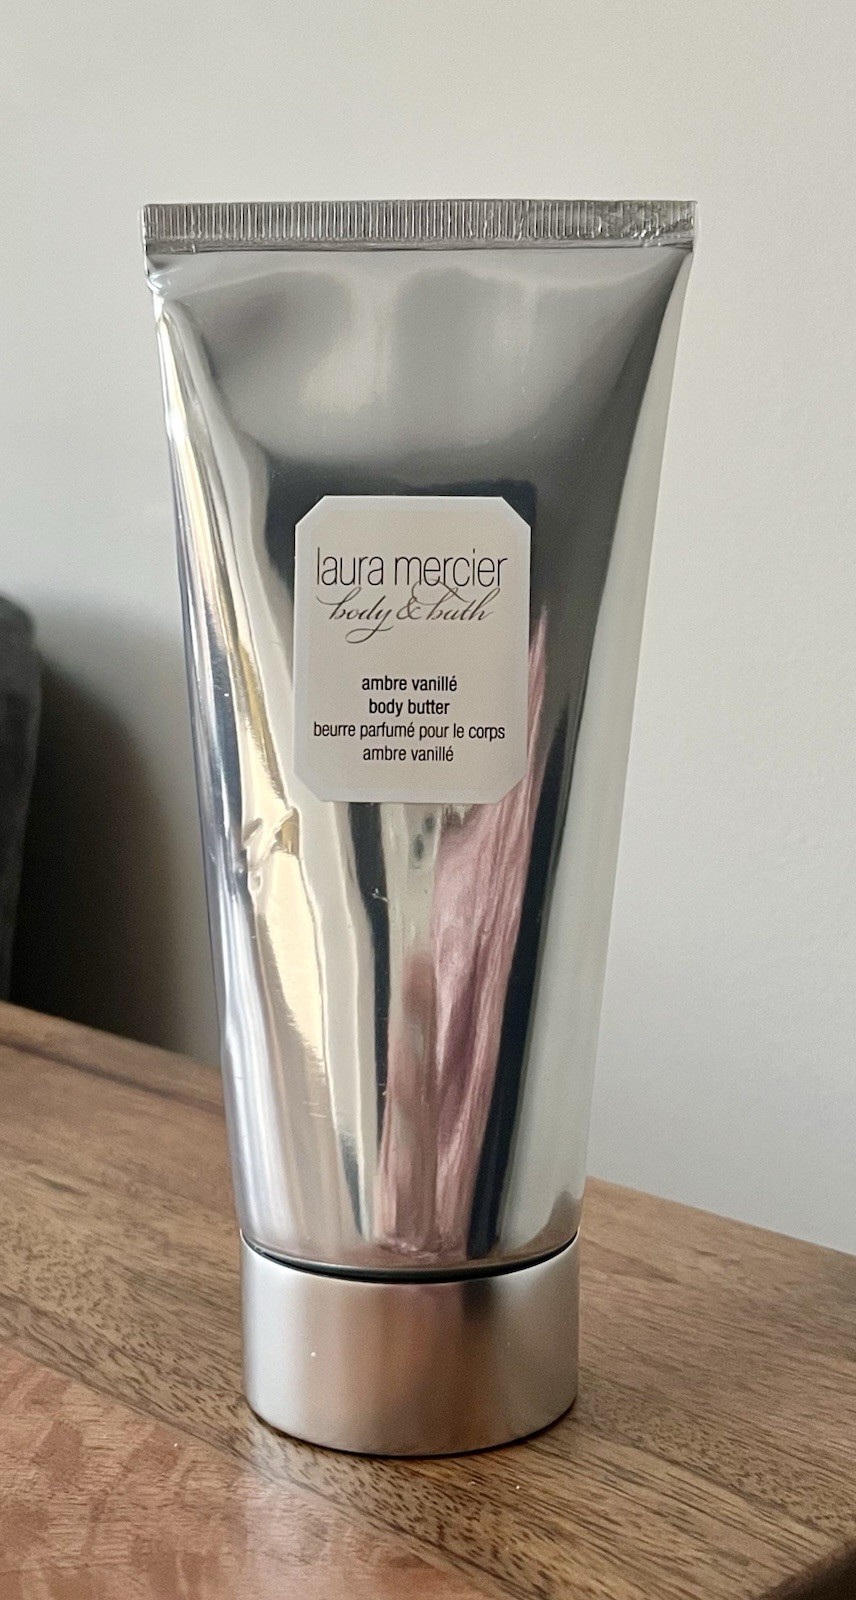 laura mercier
body & bath
ambre vanillé
body butter
beurre parfumé pour le corps
ambre vanillé